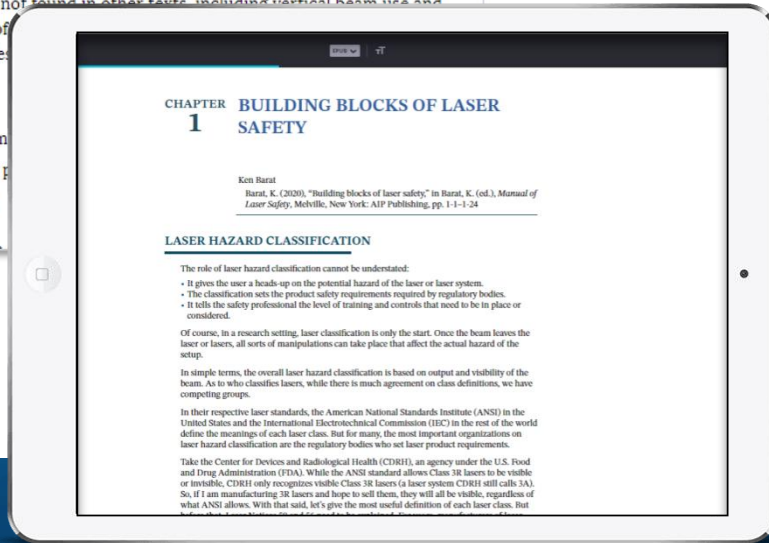 not found in other texts, including vertical beam use and
of
es
EPUB
TT
CHAPTER
1
BUILDING BLOCKS OF LASER
SAFETY
Ken Barat
Barat, K. (2020), “Building blocks of laser safety,” in Barat, K. (ed.), Manual of
Laser Safety, Melville, New York: AIP Publishing, pp. 1-1–1-24
LASER HAZARD CLASSIFICATION
The role of laser hazard classification cannot be understated:
• It gives the user a heads-up on the potential hazard of the laser or laser system.
• The classification sets the product safety requirements required by regulatory bodies.
• It tells the safety professional the level of training and controls that need to be in place or
considered.
Of course, in a research setting, laser classification is only the start. Once the beam leaves the
laser or lasers, all sorts of manipulations can take place that affect the actual hazard of the
setup.
In simple terms, the overall laser hazard classification is based on output and visibility of the
beam. As to who classifies lasers, while there is much agreement on class definitions, we have
competing groups.
In their respective laser standards, the American National Standards Institute (ANSI) in the
United States and the International Electrotechnical Commission (IEC) in the rest of the world
define the meanings of each laser class. But for many, the most important organizations on
laser hazard classification are the regulatory bodies who set laser product requirements.
Take the Center for Devices and Radiological Health (CDRH), an agency under the U.S. Food
and Drug Administration (FDA). While the ANSI standard allows Class 3R lasers to be visible
or invisible, CDRH only recognizes visible Class 3R lasers (a laser system CDRH still calls 3A).
So, if I am manufacturing 3R lasers and hope to sell them, they will all be visible, regardless of
what ANSI allows. With that said, let's give the most useful definition of each laser class. But